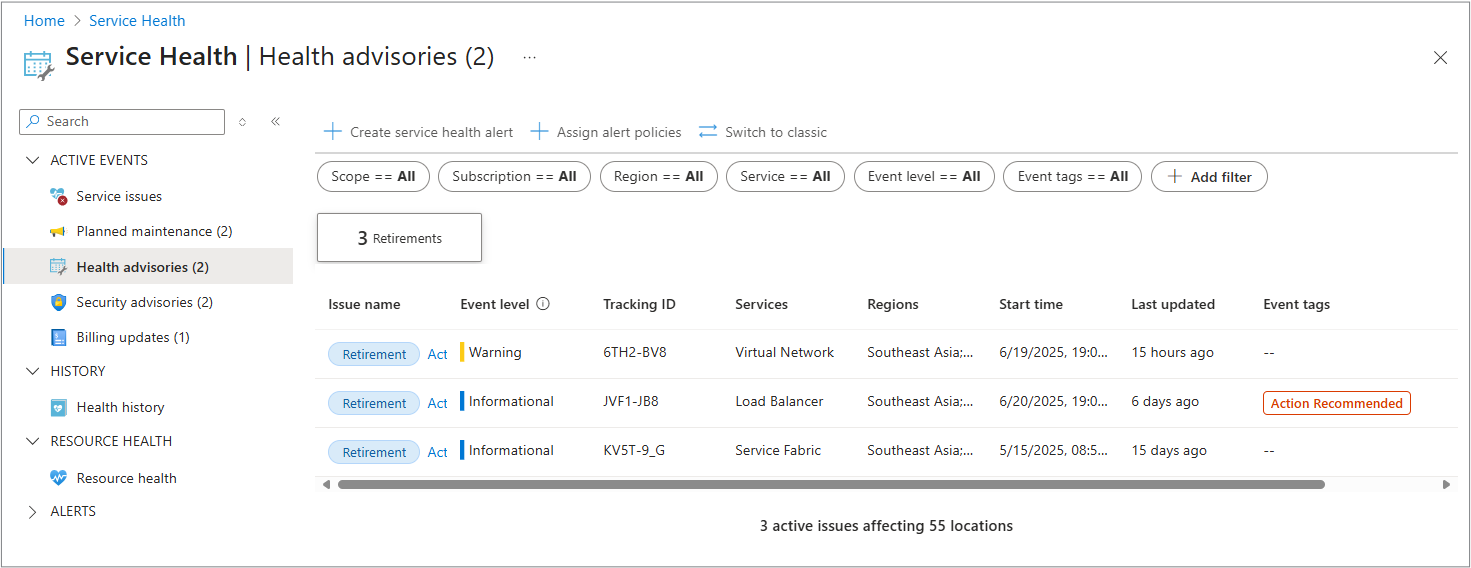 Home > Service Health
Service Health | Health advisories (2) ...
Search
ACTIVE EVENTS
Service issues
Planned maintenance (2)
Health advisories (2)
Security advisories (2)
Billing updates (1)
HISTORY
Health history
RESOURCE HEALTH
Resource health
ALERTS
Create service health alert Assign alert policies Switch to classic
Scope == All Subscription == All Region == All Service == All Event level == All Event tags == All Add filter
3 Retirements
Issue name Event level Tracking ID Services Regions Start time Last updated Event tags
Retirement Act Warning 6TH2-BV8 Virtual Network Southeast Asia;... 6/19/2025, 19:0... 15 hours ago --
Retirement Act Informational JVF1-JB8 Load Balancer Southeast Asia;... 6/20/2025, 19:0... 6 days ago Action Recommended
Retirement Act Informational KV5T-9_G Service Fabric Southeast Asia;... 5/15/2025, 08:5... 15 days ago --
3 active issues affecting 55 locations